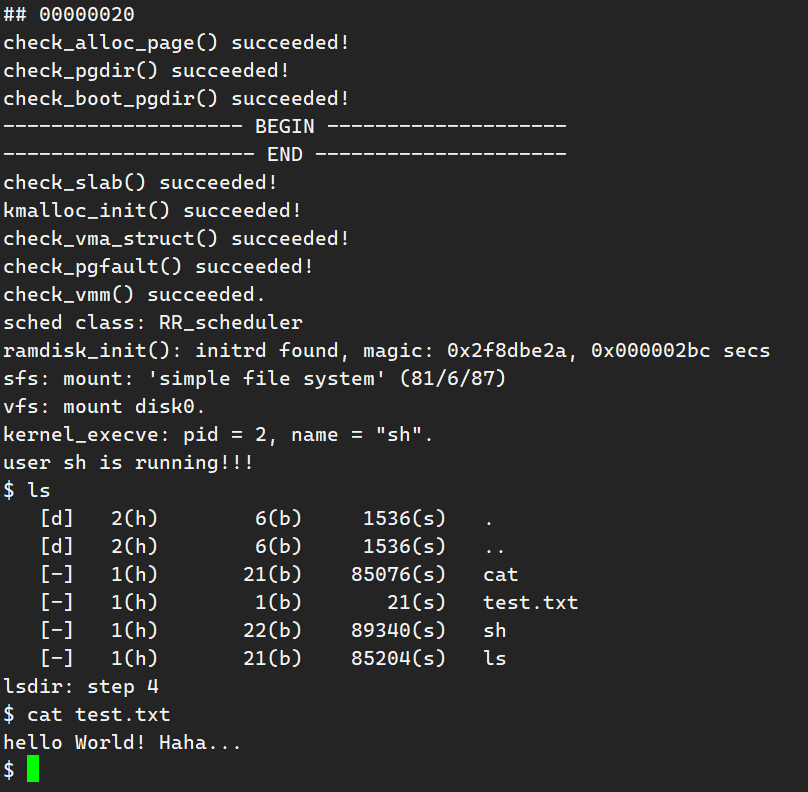 ## 00000020
check_alloc_page() succeeded!
check_pgdir() succeeded!
check_boot_pgdir() succeeded!
-------------------- BEGIN --------------------
--------------------- END ---------------------
check_slab() succeeded!
kmalloc_init() succeeded!
check_vma_struct() succeeded!
check_pgfault() succeeded!
check_vmm() succeeded.
sched class: RR_scheduler
ramdisk_init(): initrd found, magic: 0x2f8dbe2a, 0x000002bc secs
sfs: mount: 'simple file system' (81/6/87)
vfs: mount disk0.
kernel_execve: pid = 2, name = "sh".
user sh is running!!!
$ ls
   [d]   2(h)        6(b)     1536(s)   .
   [d]   2(h)        6(b)     1536(s)   ..
   [-]   1(h)       21(b)    85076(s)   cat
   [-]   1(h)        1(b)       21(s)   test.txt
   [-]   1(h)       22(b)    89340(s)   sh
   [-]   1(h)       21(b)    85204(s)   ls
lsdir: step 4
$ cat test.txt
hello World! Haha...
$